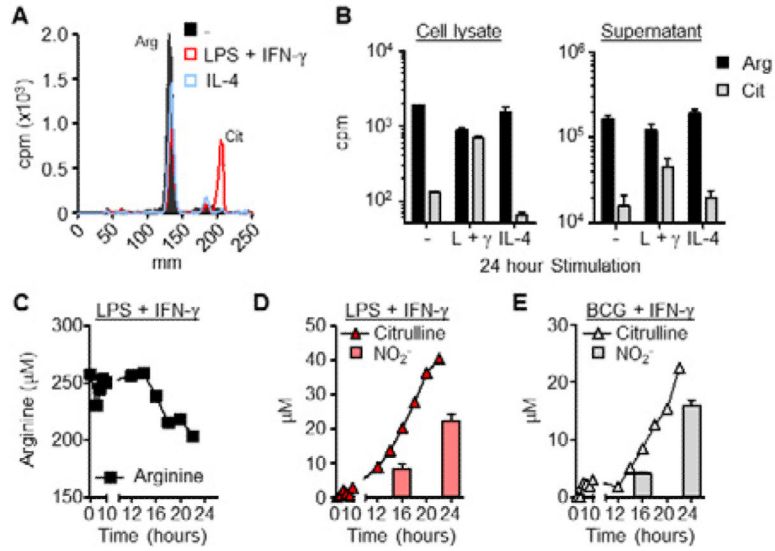 A
cpm (x10³)
2.0
1.5
1.0
0.5
0
0
50
100
150
200
250
mm
Arg
Cit
-
LPS + IFN-γ
IL-4
B
Cell lysate
Supernatant
cpm
10³
10⁴
10³
10²
10⁶
10⁵
10⁴
Arg
Cit
- L + γ IL-4
- L + γ IL-4
24 hour Stimulation
C
LPS + IFN-γ
Arginine (μM)
300
250
200
150
Arginine
0 10 12 16 20 24
Time (hours)
D
LPS + IFN-γ
Citrulline
NO₂⁻
μM
50
40
30
20
10
0
0 10 12 16 20 24
Time (hours)
E
BCG + IFN-γ
Citrulline
NO₂⁻
μM
40
30
20
10
0
0 10 12 16 20 24
Time (hours)